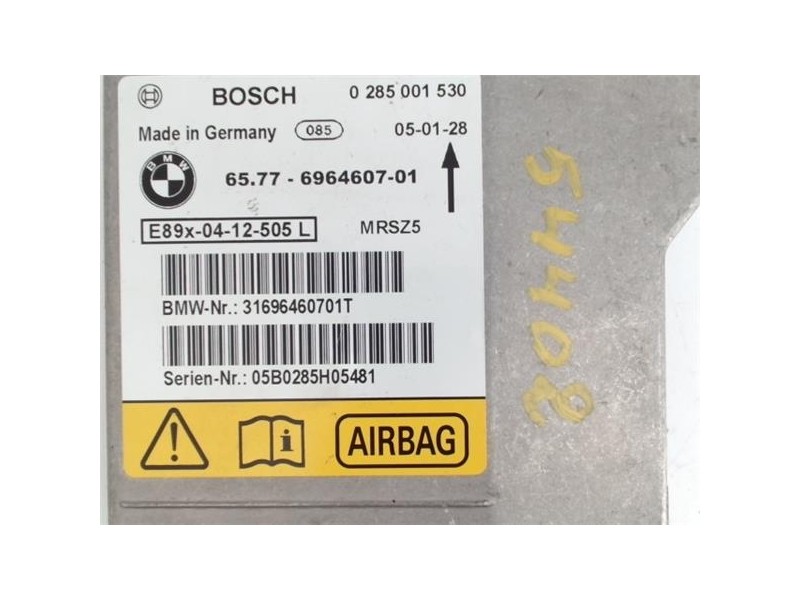 BOSCH 0 285 001 530
Made in Germany 085 05-01-28
BMW 65.77 - 6964607-01
E89x-04-12-505 L MRSZ5
BMW-Nr.: 31696460701T
Serien-Nr.: 05B0285H05481
i AIRBAG
54408